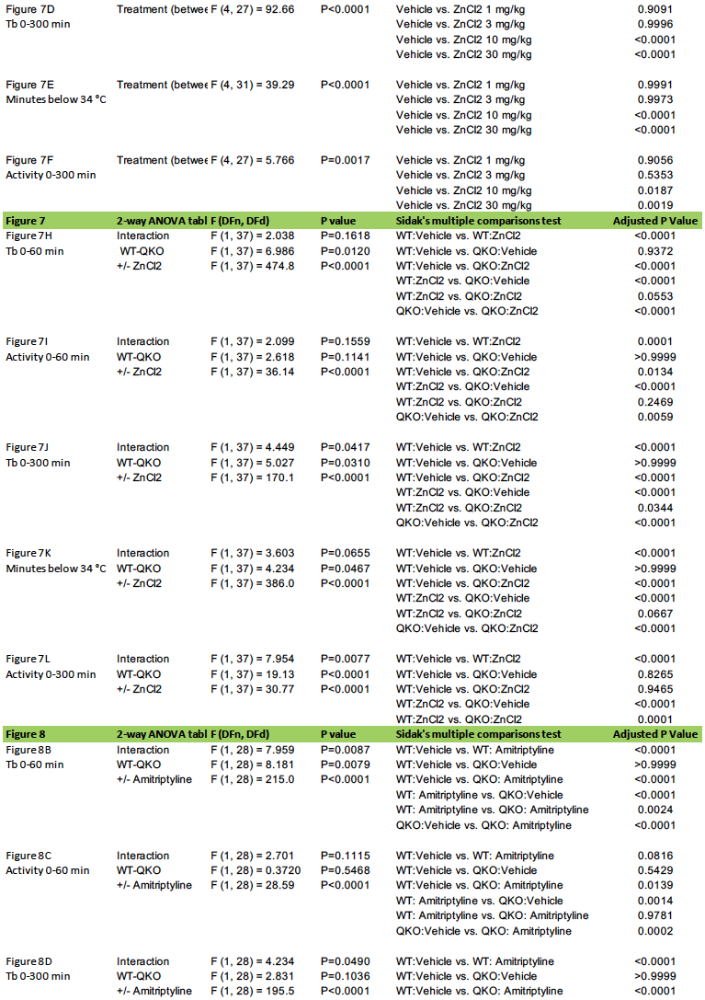 Figure 7D Treatment (betwee F (4, 27) = 92.66 P<0.0001 Vehicle vs. ZnCl2 1 mg/kg 0.9091
Tb 0-300 min Vehicle vs. ZnCl2 3 mg/kg 0.9996
Vehicle vs. ZnCl2 10 mg/kg <0.0001
Vehicle vs. ZnCl2 30 mg/kg <0.0001
Figure 7E Treatment (betwee F (4, 31) = 39.29 P<0.0001 Vehicle vs. ZnCl2 1 mg/kg 0.9991
Minutes below 34 °C Vehicle vs. ZnCl2 3 mg/kg 0.9973
Vehicle vs. ZnCl2 10 mg/kg <0.0001
Vehicle vs. ZnCl2 30 mg/kg <0.0001
Figure 7F Treatment (betwee F (4, 27) = 5.766 P=0.0017 Vehicle vs. ZnCl2 1 mg/kg 0.9056
Activity 0-300 min Vehicle vs. ZnCl2 3 mg/kg 0.5353
Vehicle vs. ZnCl2 10 mg/kg 0.0187
Vehicle vs. ZnCl2 30 mg/kg 0.0019
Figure 7 2-way ANOVA tabl F (DFn, DFd) P value Sidak's multiple comparisons test Adjusted P Value
Figure 7H Interaction F (1, 37) = 2.038 P=0.1618 WT:Vehicle vs. WT:ZnCl2 <0.0001
Tb 0-60 min WT-QKO F (1, 37) = 6.986 P=0.0120 WT:Vehicle vs. QKO:Vehicle 0.9372
+/- ZnCl2 F (1, 37) = 474.8 P<0.0001 WT:Vehicle vs. QKO:ZnCl2 <0.0001
WT:ZnCl2 vs. QKO:Vehicle <0.0001
WT:ZnCl2 vs. QKO:ZnCl2 0.0553
QKO:Vehicle vs. QKO:ZnCl2 <0.0001
Figure 7I Interaction F (1, 37) = 2.099 P=0.1559 WT:Vehicle vs. WT:ZnCl2 0.0001
Activity 0-60 min WT-QKO F (1, 37) = 2.618 P=0.1141 WT:Vehicle vs. QKO:Vehicle >0.9999
+/- ZnCl2 F (1, 37) = 36.14 P<0.0001 WT:Vehicle vs. QKO:ZnCl2 0.0134
WT:ZnCl2 vs. QKO:Vehicle <0.0001
WT:ZnCl2 vs. QKO:ZnCl2 0.2469
QKO:Vehicle vs. QKO:ZnCl2 0.0059
Figure 7J Interaction F (1, 37) = 4.449 P=0.0417 WT:Vehicle vs. WT:ZnCl2 <0.0001
Tb 0-300 min WT-QKO F (1, 37) = 5.027 P=0.0310 WT:Vehicle vs. QKO:Vehicle >0.9999
+/- ZnCl2 F (1, 37) = 170.1 P<0.0001 WT:Vehicle vs. QKO:ZnCl2 <0.0001
WT:ZnCl2 vs. QKO:Vehicle <0.0001
WT:ZnCl2 vs. QKO:ZnCl2 0.0344
QKO:Vehicle vs. QKO:ZnCl2 <0.0001
Figure 7K Interaction F (1, 37) = 3.603 P=0.0655 WT:Vehicle vs. WT:ZnCl2 <0.0001
Minutes below 34 °C WT-QKO F (1, 37) = 4.234 P=0.0467 WT:Vehicle vs. QKO:Vehicle >0.9999
+/- ZnCl2 F (1, 37) = 386.0 P<0.0001 WT:Vehicle vs. QKO:ZnCl2 <0.0001
WT:ZnCl2 vs. QKO:Vehicle <0.0001
WT:ZnCl2 vs. QKO:ZnCl2 0.0667
QKO:Vehicle vs. QKO:ZnCl2 <0.0001
Figure 7L Interaction F (1, 37) = 7.954 P=0.0077 WT:Vehicle vs. WT:ZnCl2 <0.0001
Activity 0-300 min WT-QKO F (1, 37) = 19.13 P<0.0001 WT:Vehicle vs. QKO:Vehicle 0.8265
+/- ZnCl2 F (1, 37) = 30.77 P<0.0001 WT:Vehicle vs. QKO:ZnCl2 0.9465
WT:ZnCl2 vs. QKO:Vehicle <0.0001
WT:ZnCl2 vs. QKO:ZnCl2 0.0001
Figure 8 2-way ANOVA tabl F (DFn, DFd) P value Sidak's multiple comparisons test Adjusted P Value
Figure 8B Interaction F (1, 28) = 7.959 P=0.0087 WT:Vehicle vs. WT: Amitriptyline <0.0001
Tb 0-60 min WT-QKO F (1, 28) = 8.181 P=0.0079 WT:Vehicle vs. QKO:Vehicle >0.9999
+/- Amitriptyline F (1, 28) = 215.0 P<0.0001 WT:Vehicle vs. QKO: Amitriptyline <0.0001
WT: Amitriptyline vs. QKO:Vehicle <0.0001
WT: Amitriptyline vs. QKO: Amitriptyline 0.0024
QKO:Vehicle vs. QKO: Amitriptyline <0.0001
Figure 8C Interaction F (1, 28) = 2.701 P=0.1115 WT:Vehicle vs. WT: Amitriptyline 0.0816
Activity 0-60 min WT-QKO F (1, 28) = 0.3720 P=0.5468 WT:Vehicle vs. QKO:Vehicle 0.5429
+/- Amitriptyline F (1, 28) = 28.59 P<0.0001 WT:Vehicle vs. QKO: Amitriptyline 0.0139
WT: Amitriptyline vs. QKO:Vehicle 0.0014
WT: Amitriptyline vs. QKO: Amitriptyline 0.9781
QKO:Vehicle vs. QKO: Amitriptyline 0.0002
Figure 8D Interaction F (1, 28) = 4.234 P=0.0490 WT:Vehicle vs. WT: Amitriptyline <0.0001
Tb 0-300 min WT-QKO F (1, 28) = 2.831 P=0.1036 WT:Vehicle vs. QKO:Vehicle >0.9999
+/- Amitriptyline F (1, 28) = 195.5 P<0.0001 WT:Vehicle vs. QKO: Amitriptyline <0.0001